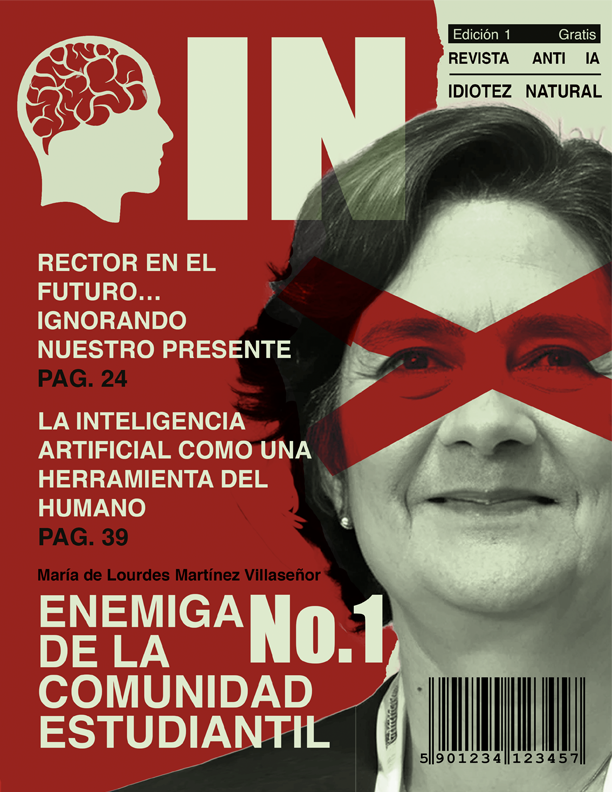 IN
Edición 1 Gratis
REVISTA ANTI IA
IDIOTEZ NATURAL
RECTOR EN EL
FUTURO...
IGNORANDO
NUESTRO PRESENTE
PAG. 24
LA INTELIGENCIA
ARTIFICIAL COMO UNA
HERRAMIENTA DEL
HUMANO
PAG. 39
María de Lourdes Martínez Villaseñor
ENEMIGA No.1
DE LA
COMUNIDAD
ESTUDIANTIL
5 901234 123457